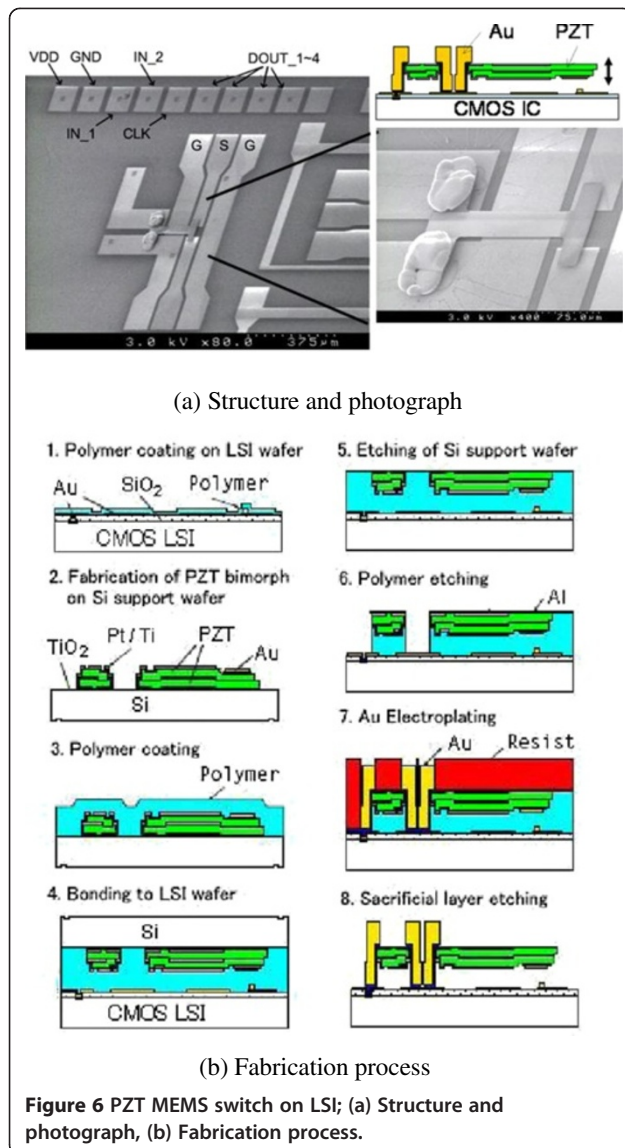 VDD GND IN_2 DOUT_1~4
IN_1 CLK
G S G
3.0 kV x80.0 375µm
Au PZT
CMOS IC
3.0 kV x400 75.0µm
(a) Structure and photograph
1. Polymer coating on LSI wafer
Au SiO2 Polymer
CMOS LSI
2. Fabrication of PZT bimorph
on Si support wafer
TiO2 Pt/Ti PZT Au
Si
3. Polymer coating
Polymer
4. Bonding to LSI wafer
Si
CMOS LSI
5. Etching of Si support wafer
6. Polymer etching
Al
7. Au Electroplating
Au Resist
8. Sacrificial layer etching
(b) Fabrication process
Figure 6 PZT MEMS switch on LSI; (a) Structure and
photograph, (b) Fabrication process.